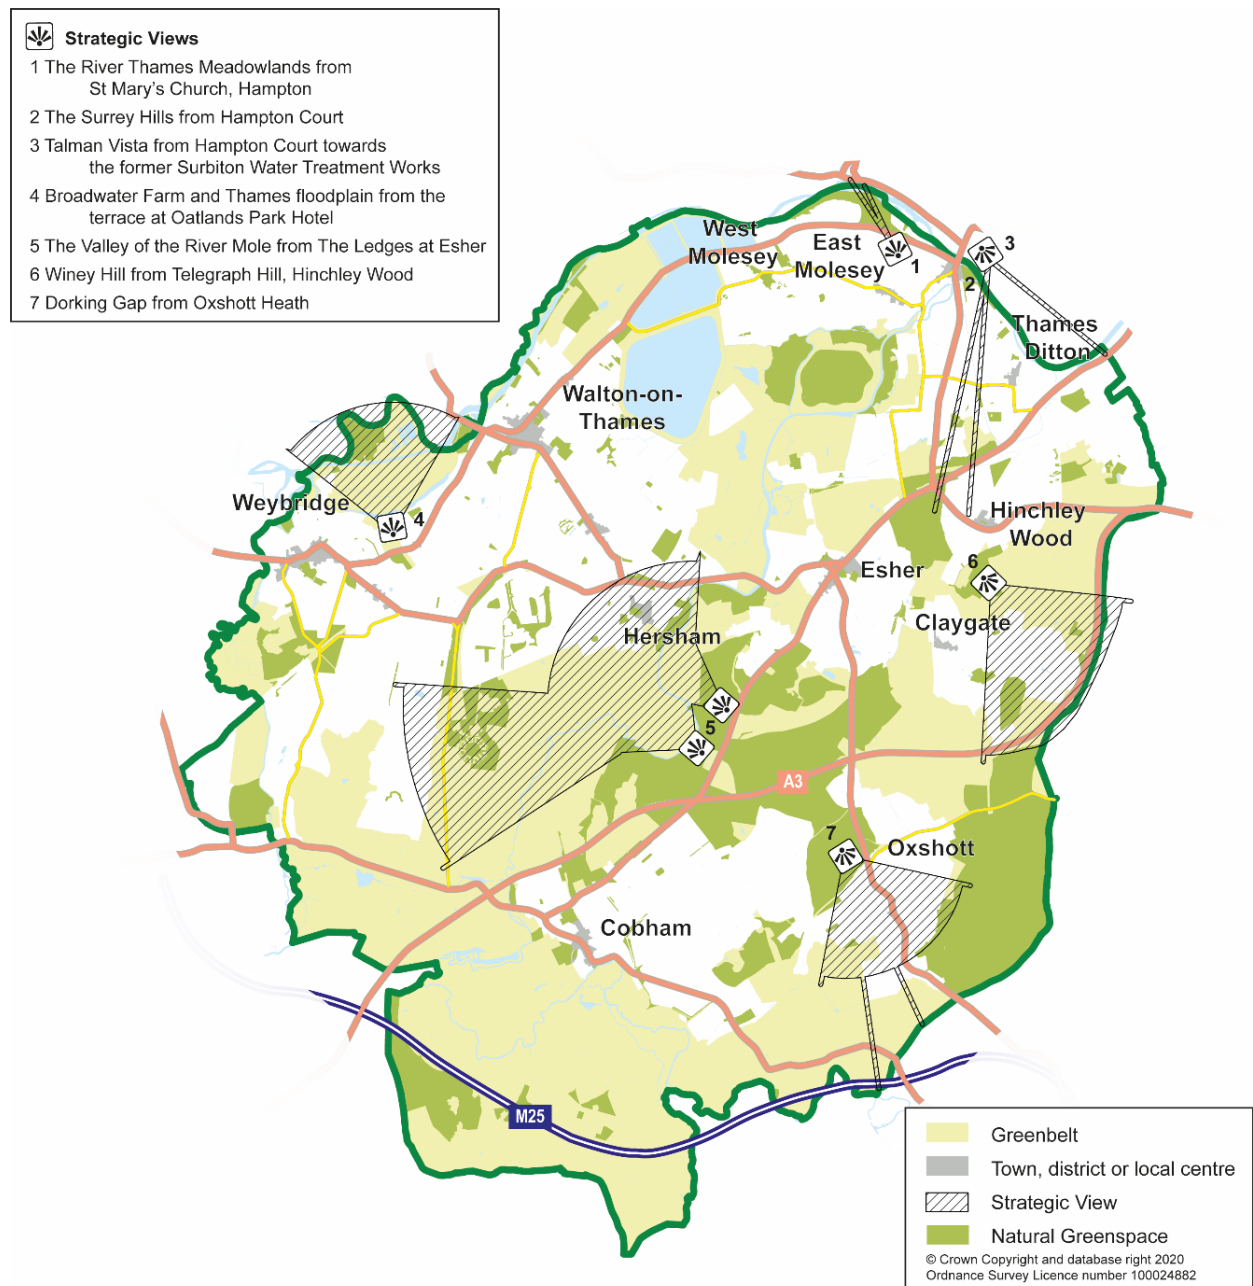 Strategic Views
1 The River Thames Meadowlands from
St Mary's Church, Hampton
2 The Surrey Hills from Hampton Court
3 Talman Vista from Hampton Court towards
the former Surbiton Water Treatment Works
4 Broadwater Farm and Thames floodplain from the
terrace at Oatlands Park Hotel
5 The Valley of the River Mole from The Ledges at Esher
6 Winey Hill from Telegraph Hill, Hinchley Wood
7 Dorking Gap from Oxshott Heath
West
Molesey
East
Molesey
1
3
2
Thames
Ditton
Walton-on-
Thames
Weybridge
4
Hinchley
Wood
Esher
6
Claygate
Hersham
5
A3
7
Oxshott
Cobham
M25
Greenbelt
Town, district or local centre
Strategic View
Natural Greenspace
© Crown Copyright and database right 2020
Ordnance Survey Licence number 100024882